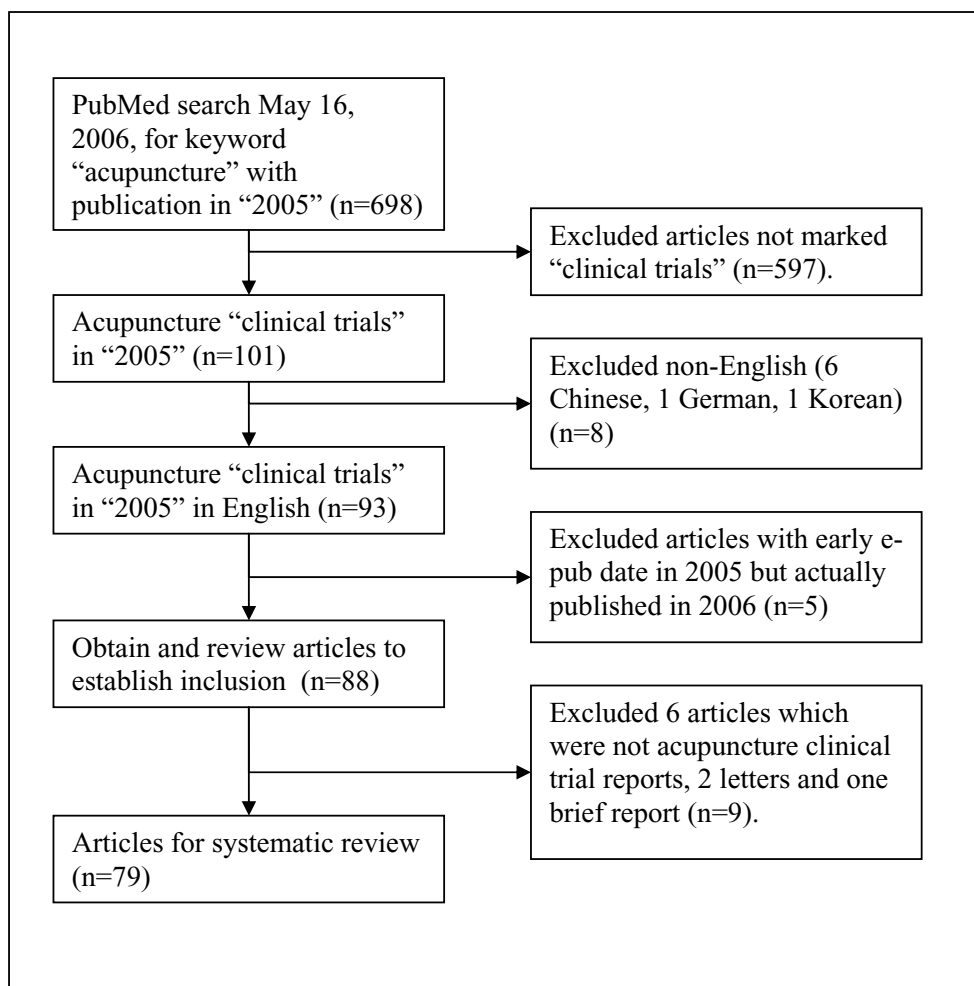 PubMed search May 16,
2006, for keyword
“acupuncture” with
publication in “2005” (n=698)
Excluded articles not marked
“clinical trials” (n=597).
Acupuncture “clinical trials”
in “2005” (n=101)
Excluded non-English (6
Chinese, 1 German, 1 Korean)
(n=8)
Acupuncture “clinical trials”
in “2005” in English (n=93)
Excluded articles with early e-
pub date in 2005 but actually
published in 2006 (n=5)
Obtain and review articles to
establish inclusion (n=88)
Excluded 6 articles which
were not acupuncture clinical
trial reports, 2 letters and one
brief report (n=9).
Articles for systematic review
(n=79)